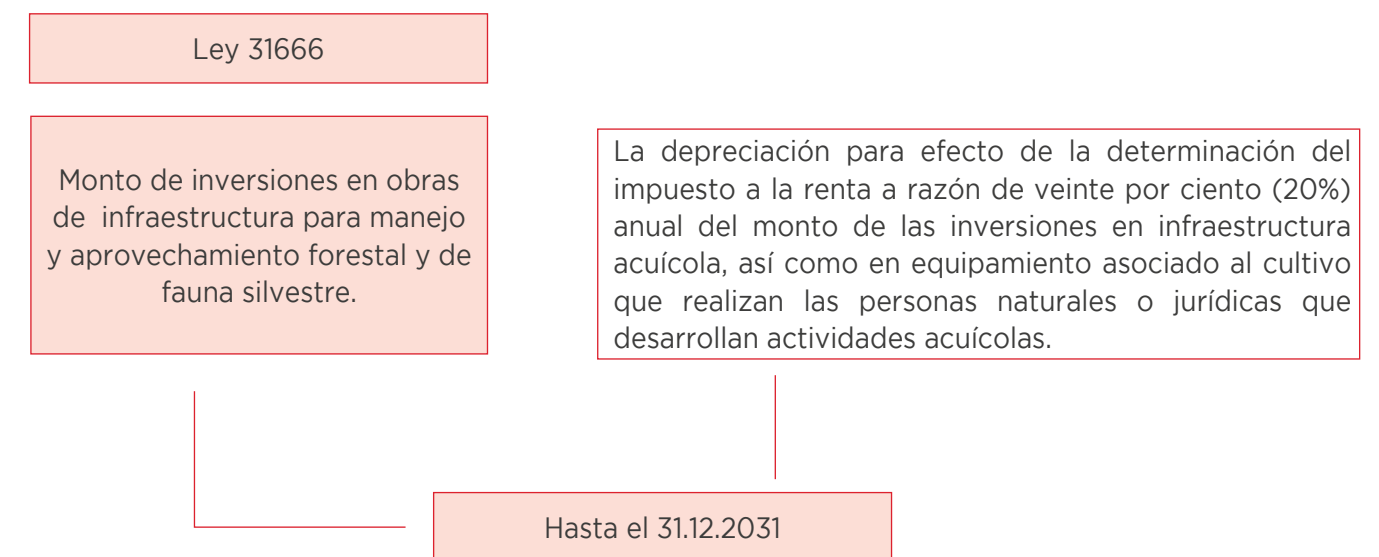 Ley 31666
Monto de inversiones en obras
de infraestructura para manejo
y aprovechamiento forestal y de
fauna silvestre.
La depreciación para efecto de la determinación del
impuesto a la renta a razón de veinte por ciento (20%)
anual del monto de las inversiones en infraestructura
acuícola, así como en equipamiento asociado al cultivo
que realizan las personas naturales o jurídicas que
desarrollan actividades acuícolas.
Hasta el 31.12.2031